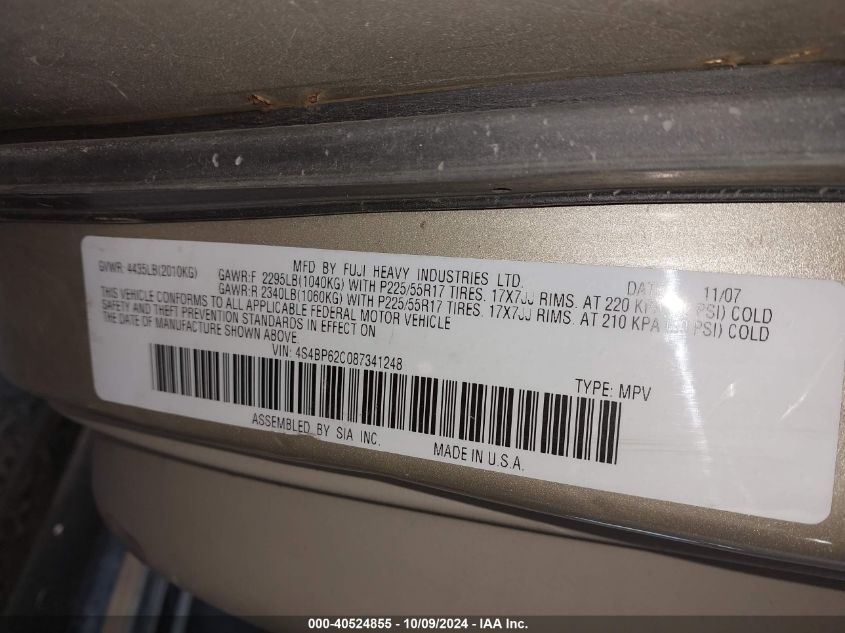 MFD BY FUJI HEAVY INDUSTRIES LTD. 11/07
GVWR: 4435LB(2010KG)
GAWR:F 2295LB(1040KG) WITH P225/55R17 TIRES. 17X7JJ RIMS. AT 220 PSI) COLD
GAWR:R 2340LB(1060KG) WITH P225/55R17 TIRES. 17X7JJ RIMS. AT 210 KPA PSI) COLD
THIS VEHICLE CONFORMS TO ALL APPLICABLE FEDERAL MOTOR VEHICLE
SAFETY AND THEFT PREVENTION STANDARDS IN EFFECT ON
THE DATE OF MANUFACTURE SHOWN ABOVE.
VIN: 4S4BP62C087341248
TYPE: MPV
ASSEMBLED BY SIA INC.
MADE IN U.S.A.
000-40524855 | 10/09/2024 - IAA Inc.